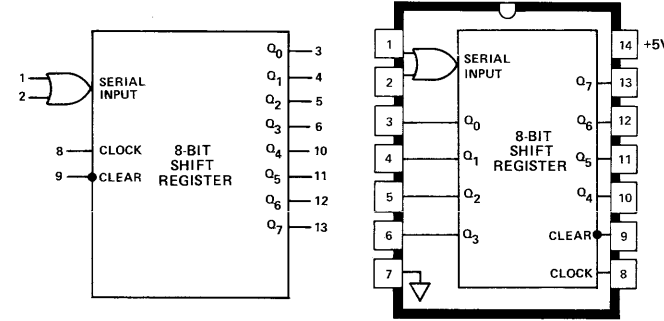 Q0 3
1 SERIAL Q1 4
2 INPUT Q2 5
Q3 6
8 CLOCK 8-BIT Q4 10
9 CLEAR SHIFT Q5 11
REGISTER Q6 12
Q7 13
1 SERIAL 14 +5V
2 INPUT Q7 13
3 Q0 Q6 12
4 Q1 8-BIT Q5 11
SHIFT
REGISTER
5 Q2 Q4 10
6 Q3 CLEAR 9
7 CLOCK 8